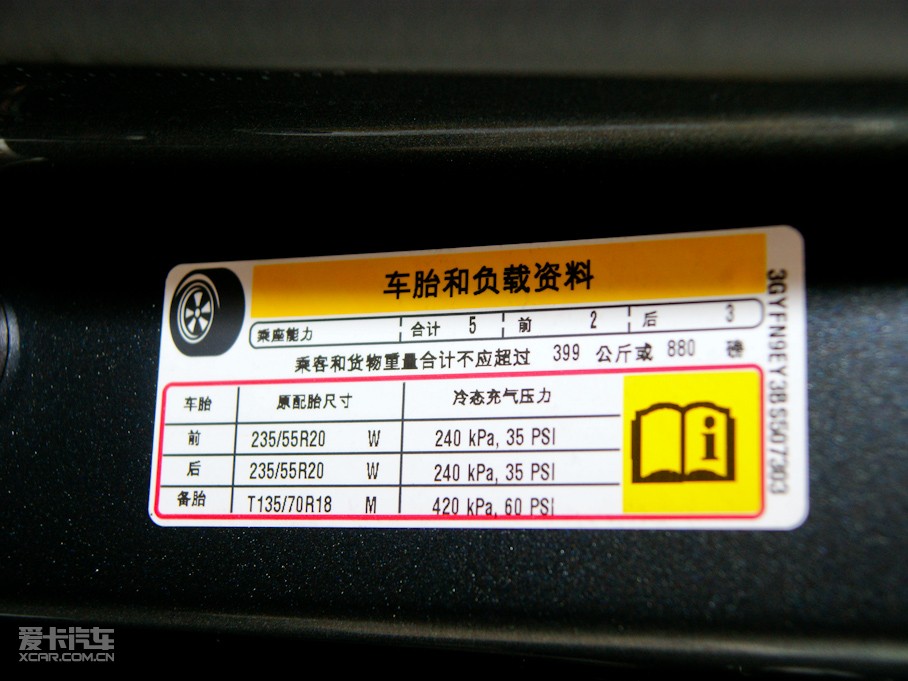 车胎和负载资料
乘座能力 合计 5 前 2 后 3
乘客和货物重量合计不应超过 399 公斤或 880 磅
车胎 原配胎尺寸 冷态充气压力
前 235/55R20 W 240 kPa, 35 PSI
后 235/55R20 W 240 kPa, 35 PSI
备胎 T135/70R18 M 420 kPa, 60 PSI
3GYFN9EY3BS507303
爱卡汽车
XCAR.COM.CN